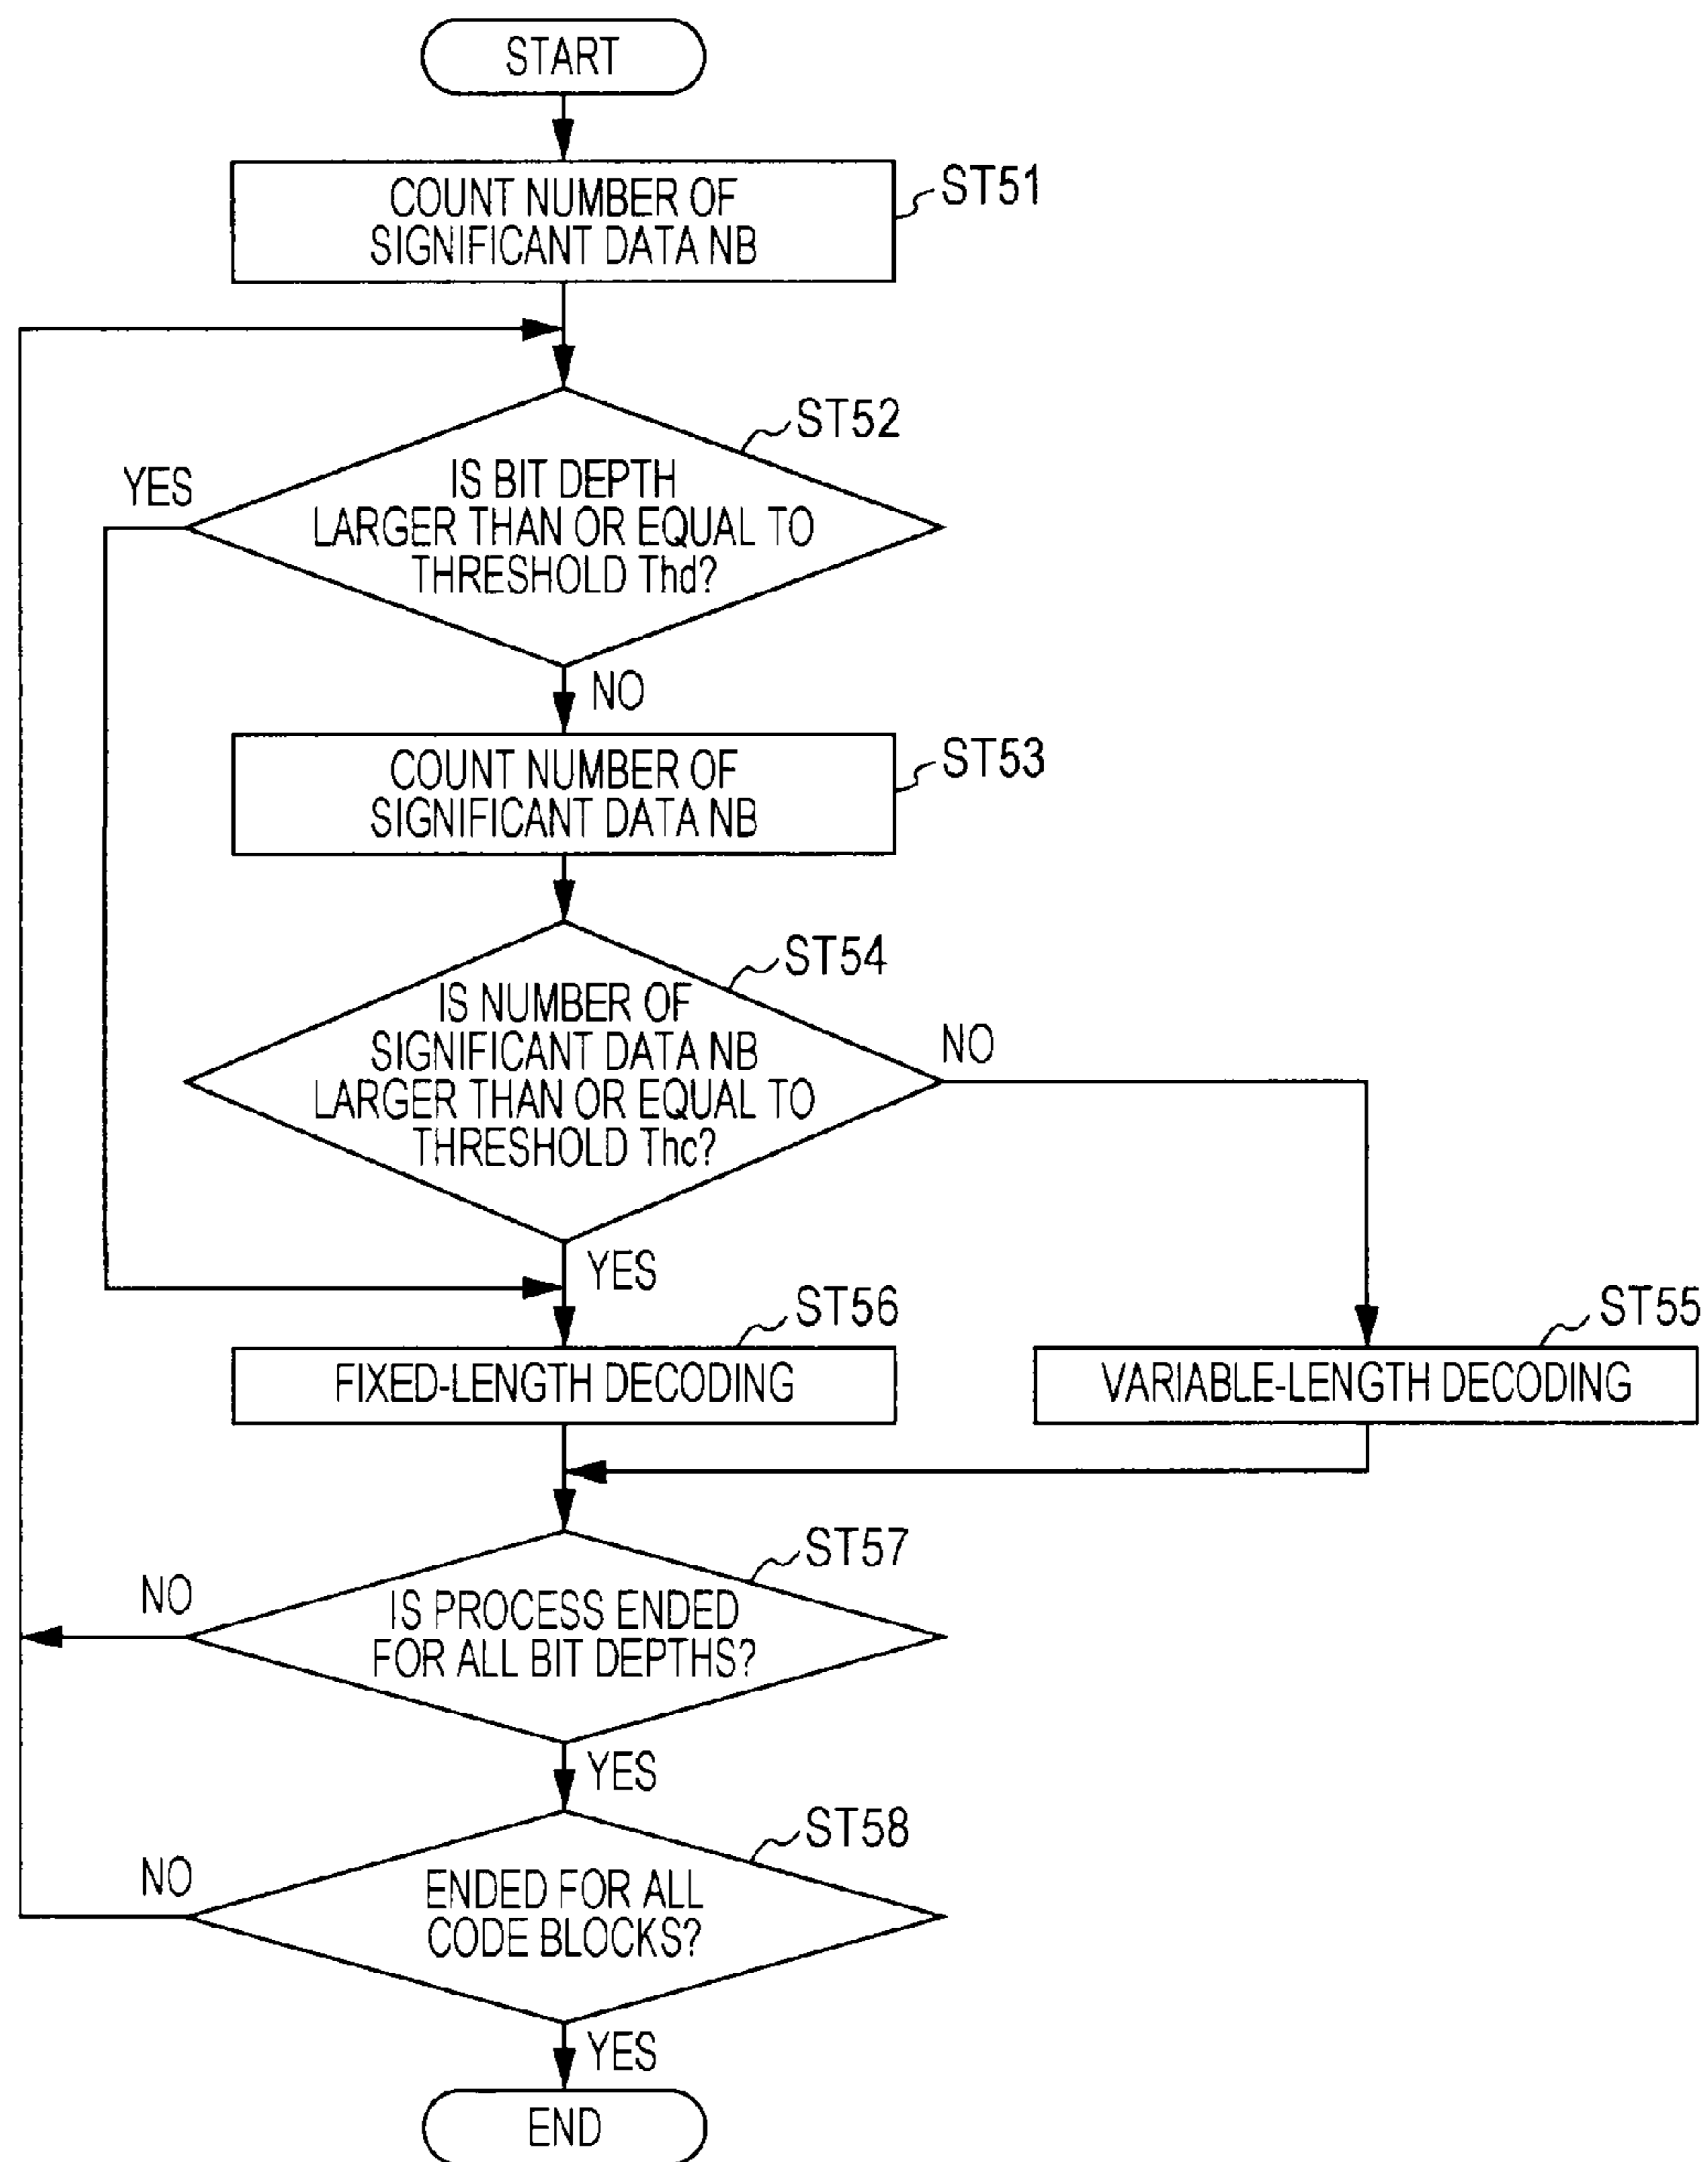 START
COUNT NUMBER OF
SIGNIFICANT DATA NB
ST51
ST52
YES
IS BIT DEPTH
LARGER THAN OR EQUAL TO
THRESHOLD Thd?
NO
COUNT NUMBER OF
SIGNIFICANT DATA NB
ST53
ST54
IS NUMBER OF
SIGNIFICANT DATA NB
LARGER THAN OR EQUAL TO
THRESHOLD Thc?
NO
YES
ST56
FIXED-LENGTH DECODING
ST55
VARIABLE-LENGTH DECODING
ST57
NO
IS PROCESS ENDED
FOR ALL BIT DEPTHS?
YES
ST58
NO
ENDED FOR ALL
CODE BLOCKS?
YES
END